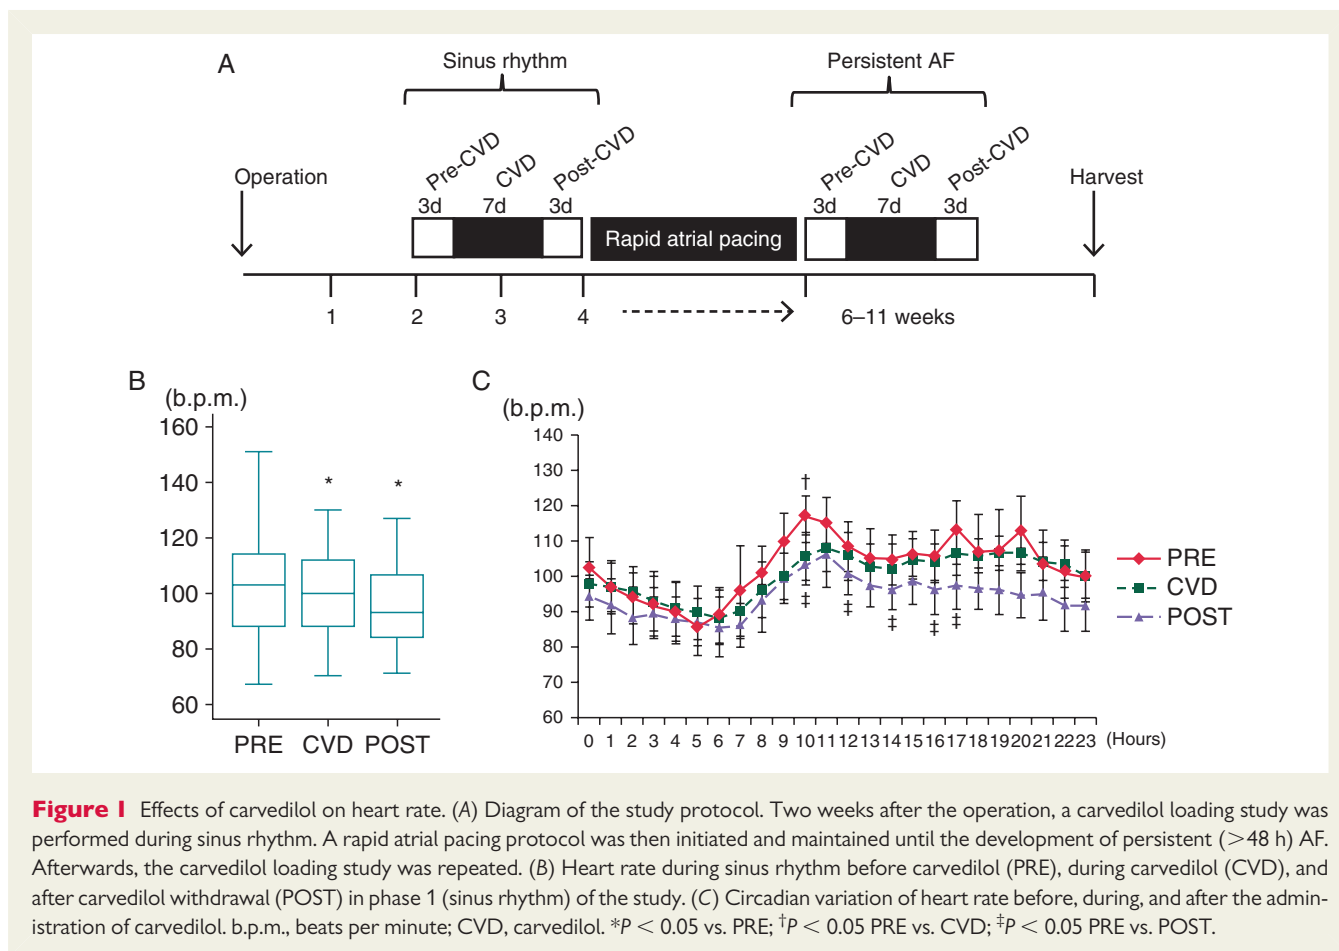 A
Sinus rhythm
Persistent AF
Pre-CVD
CVD
Post-CVD
Pre-CVD
CVD
Post-CVD
Operation
Harvest
3d
7d
3d
3d
7d
3d
Rapid atrial pacing
1
2
3
4
6–11 weeks
B
(b.p.m.)
160
140
120
100
80
60
*
*
PRE
CVD
POST
C
(b.p.m.)
140
130
120
110
100
90
80
70
60
†
‡
‡
‡
‡
‡
0 1 2 3 4 5 6 7 8 9 10 11 12 13 14 15 16 17 18 19 20 21 22 23 (Hours)
PRE
CVD
POST
Figure 1 Effects of carvedilol on heart rate. (A) Diagram of the study protocol. Two weeks after the operation, a carvedilol loading study was
performed during sinus rhythm. A rapid atrial pacing protocol was then initiated and maintained until the development of persistent (>48 h) AF.
Afterwards, the carvedilol loading study was repeated. (B) Heart rate during sinus rhythm before carvedilol (PRE), during carvedilol (CVD), and
after carvedilol withdrawal (POST) in phase 1 (sinus rhythm) of the study. (C) Circadian variation of heart rate before, during, and after the admin-
istration of carvedilol. b.p.m., beats per minute; CVD, carvedilol. *P < 0.05 vs. PRE; †P < 0.05 PRE vs. CVD; ‡P < 0.05 PRE vs. POST.